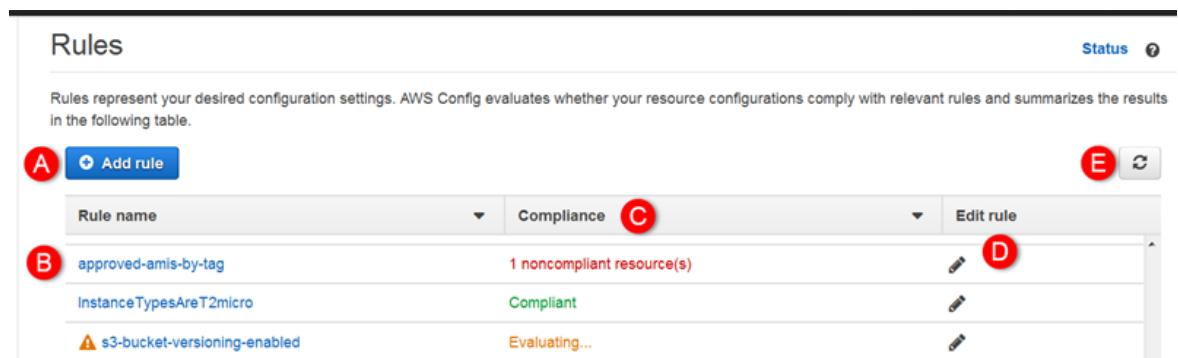 Rules
Status
Rules represent your desired configuration settings. AWS Config evaluates whether your resource configurations comply with relevant rules and summarizes the results
in the following table.
A Add rule E
Rule name Compliance C Edit rule
D
B approved-amis-by-tag 1 noncompliant resource(s)
InstanceTypesAreT2micro Compliant
s3-bucket-versioning-enabled Evaluating...